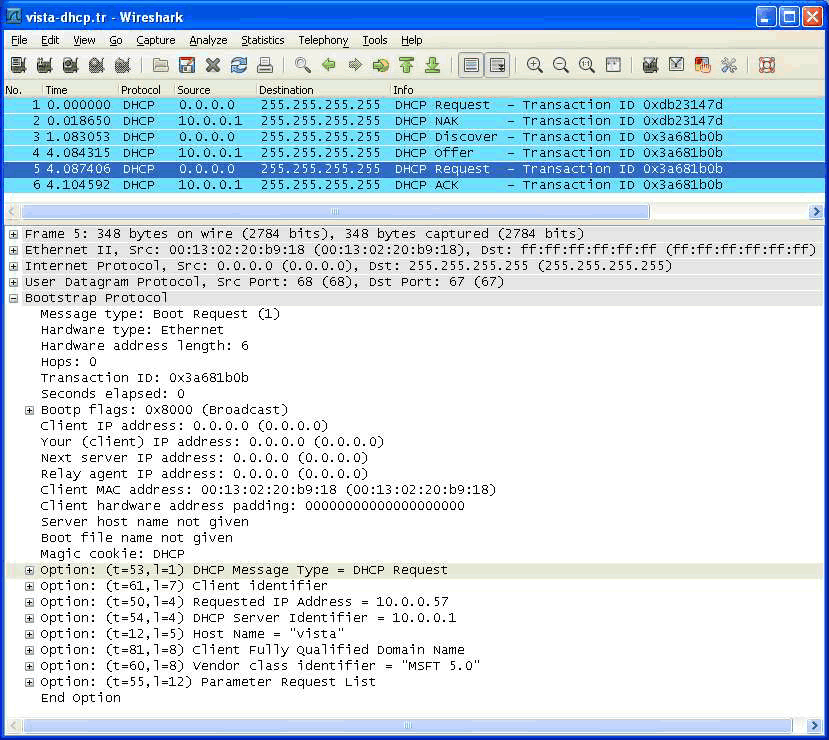 vista-dhcp.tr - Wireshark
File Edit View Go Capture Analyze Statistics Telephony Tools Help
No. Time Protocol Source Destination Info
1 0.000000 DHCP 0.0.0.0 255.255.255.255 DHCP Request - Transaction ID 0xdb23147d
2 0.018650 DHCP 10.0.0.1 255.255.255.255 DHCP NAK - Transaction ID 0xdb23147d
3 1.083053 DHCP 0.0.0.0 255.255.255.255 DHCP Discover - Transaction ID 0x3a681b0b
4 4.084315 DHCP 10.0.0.1 255.255.255.255 DHCP Offer - Transaction ID 0x3a681b0b
5 4.087406 DHCP 0.0.0.0 255.255.255.255 DHCP Request - Transaction ID 0x3a681b0b
6 4.104592 DHCP 10.0.0.1 255.255.255.255 DHCP ACK - Transaction ID 0x3a681b0b
Frame 5: 348 bytes on wire (2784 bits), 348 bytes captured (2784 bits)
Ethernet II, Src: 00:13:02:20:b9:18 (00:13:02:20:b9:18), Dst: ff:ff:ff:ff:ff:ff (ff:ff:ff:ff:ff:ff)
Internet Protocol, Src: 0.0.0.0 (0.0.0.0), Dst: 255.255.255.255 (255.255.255.255)
User Datagram Protocol, Src Port: 68 (68), Dst Port: 67 (67)
Bootstrap Protocol
Message type: Boot Request (1)
Hardware type: Ethernet
Hardware address length: 6
Hops: 0
Transaction ID: 0x3a681b0b
Seconds elapsed: 0
Bootp flags: 0x8000 (Broadcast)
Client IP address: 0.0.0.0 (0.0.0.0)
Your (client) IP address: 0.0.0.0 (0.0.0.0)
Next server IP address: 0.0.0.0 (0.0.0.0)
Relay agent IP address: 0.0.0.0 (0.0.0.0)
Client MAC address: 00:13:02:20:b9:18 (00:13:02:20:b9:18)
Client hardware address padding: 00000000000000000000
Server host name not given
Boot file name not given
Magic cookie: DHCP
Option: (t=53,l=1) DHCP Message Type = DHCP Request
Option: (t=61,l=7) Client identifier
Option: (t=50,l=4) Requested IP Address = 10.0.0.57
Option: (t=54,l=4) DHCP Server Identifier = 10.0.0.1
Option: (t=12,l=5) Host Name = "vista"
Option: (t=81,l=8) Client Fully Qualified Domain Name
Option: (t=60,l=8) Vendor class identifier = "MSFT 5.0"
Option: (t=55,l=12) Parameter Request List
End Option